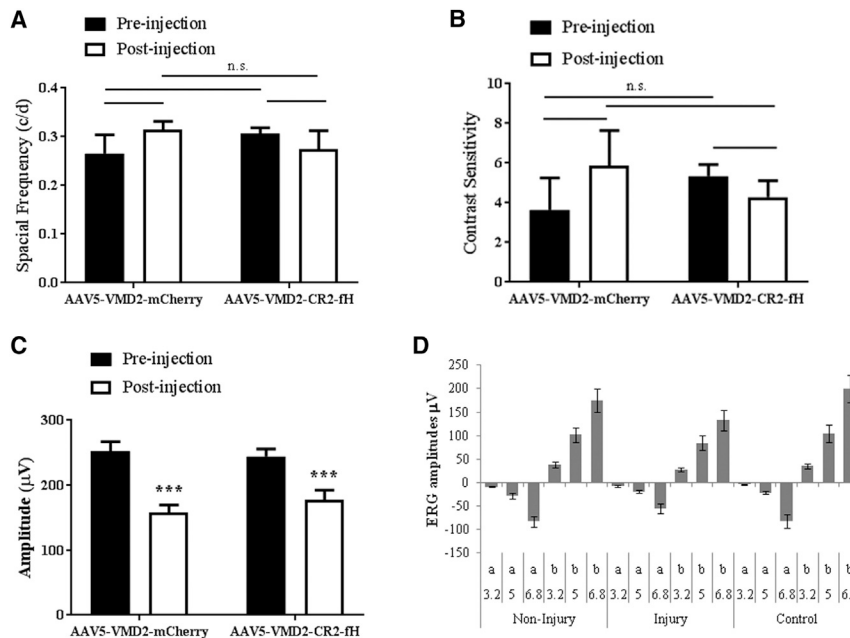 A
Pre-injection
Post-injection
n.s.
Spacial Frequency (c/d)
0.4
0.3
0.2
0.1
0.0
AAV5-VMD2-mCherry AAV5-VMD2-CR2-fH
B
Pre-injection
Post-injection
n.s.
Contrast Sensitivity
10
8
6
4
2
0
AAV5-VMD2-mCherry AAV5-VMD2-CR2-fH
C
Pre-injection
Post-injection
Amplitude (μV)
300
200
100
0
*** ***
AAV5-VMD2-mCherry AAV5-VMD2-CR2-fH
D
ERG amplitudes μV
250
200
150
100
50
0
-50
-100
-150
a a a b b b a a a b b b a a a b b b
3.2 5 6.8 3.2 5 6.8 3.2 5 6.8 3.2 5 6.8 3.2 5 6.8 3.2 5 6.
Non-Injury Injury Control